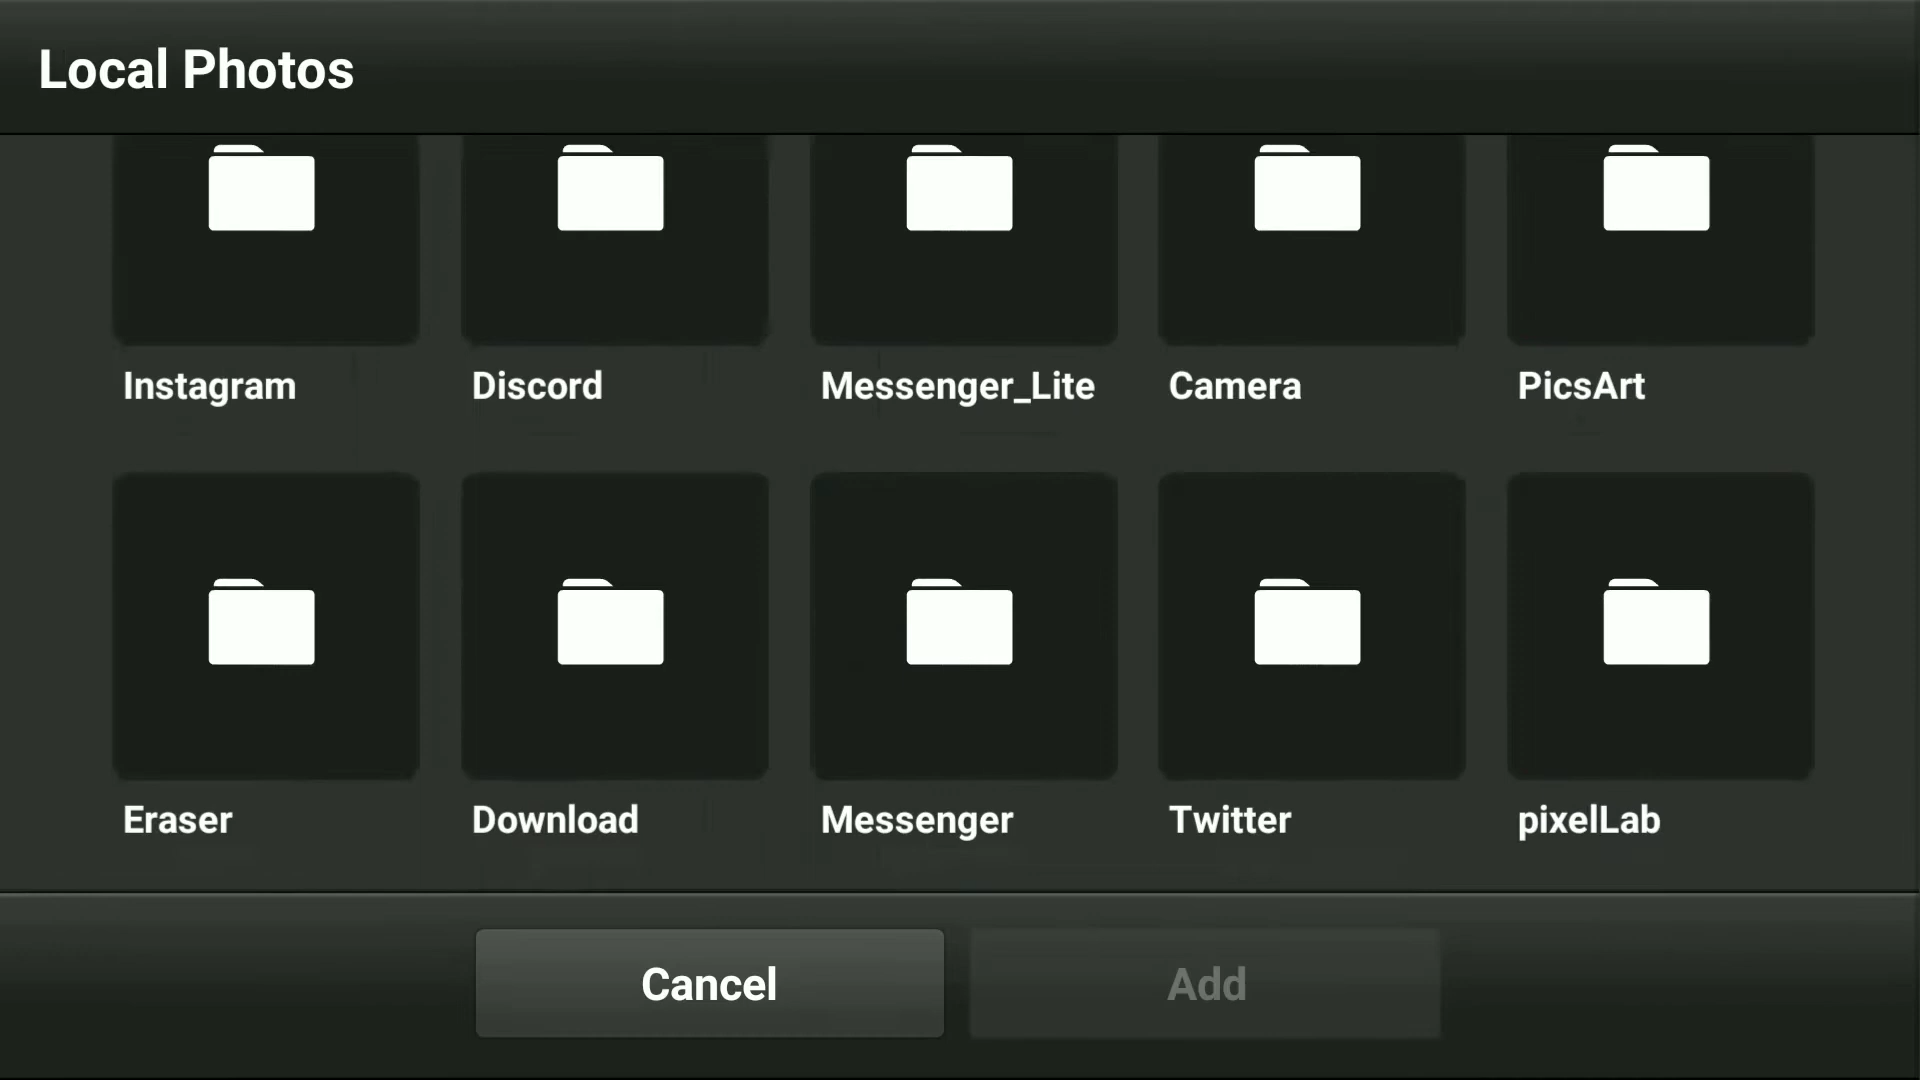 Local Photos
Instagram
Discord
Messenger_Lite
Camera
PicsArt
Eraser
Download
Messenger
Twitter
pixelLab
Cancel
Add